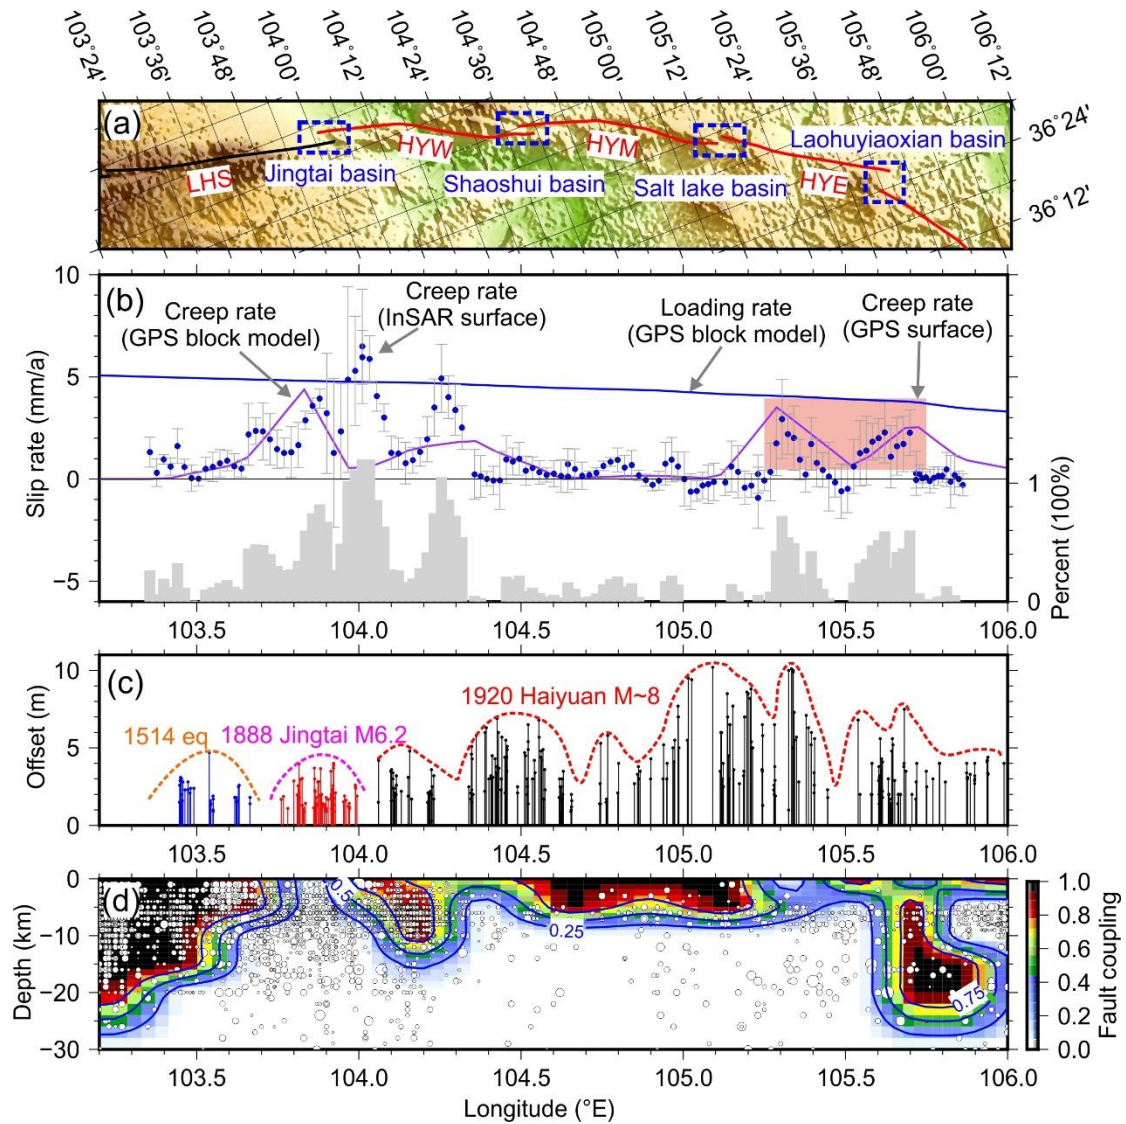 103°24' 103°36' 103°48' 104°00' 104°12' 104°24' 104°36' 104°48' 105°00' 105°12' 105°24' 105°36' 105°48' 106°00' 106°12'
(a)
36°24'
36°12'
LHS
Jingtai basin
HYW
Shaoshui basin
HYM
Salt lake basin
Laohuyiaoxian basin
HYE
(b)
Slip rate (mm/a)
10
5
0
−5
Creep rate
(GPS block model)
Creep rate
(InSAR surface)
Loading rate
(GPS block model)
Creep rate
(GPS surface)
1
0
Percent (100%)
103.5 104.0 104.5 105.0 105.5 106.0
(c)
Offset (m)
10
5
0
1514 eq
1888 Jingtai M6.2
1920 Haiyuan M~8
103.5 104.0 104.5 105.0 105.5 106.0
(d)
Depth (km)
0
−10
−20
−30
0.5
0.25
0.75
1.0
0.8
0.6
0.4
0.2
0.0
Fault coupling
103.5 104.0 104.5 105.0 105.5 106.0
Longitude (°E)